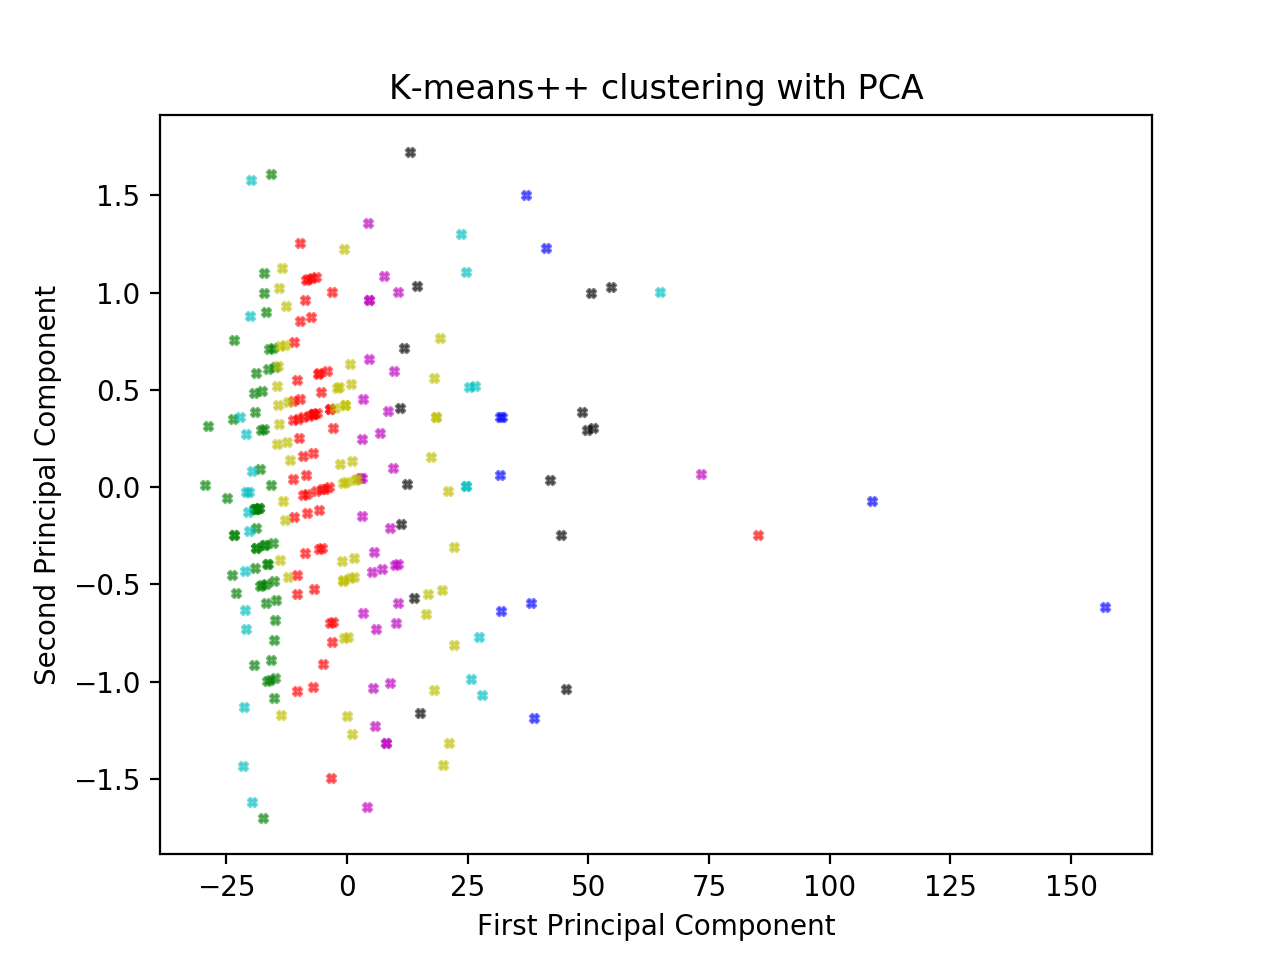 K-means++ clustering with PCA
Second Principal Component
1.5
1.0
0.5
0.0
−0.5
−1.0
−1.5
−25 0 25 50 75 100 125 150
First Principal Component